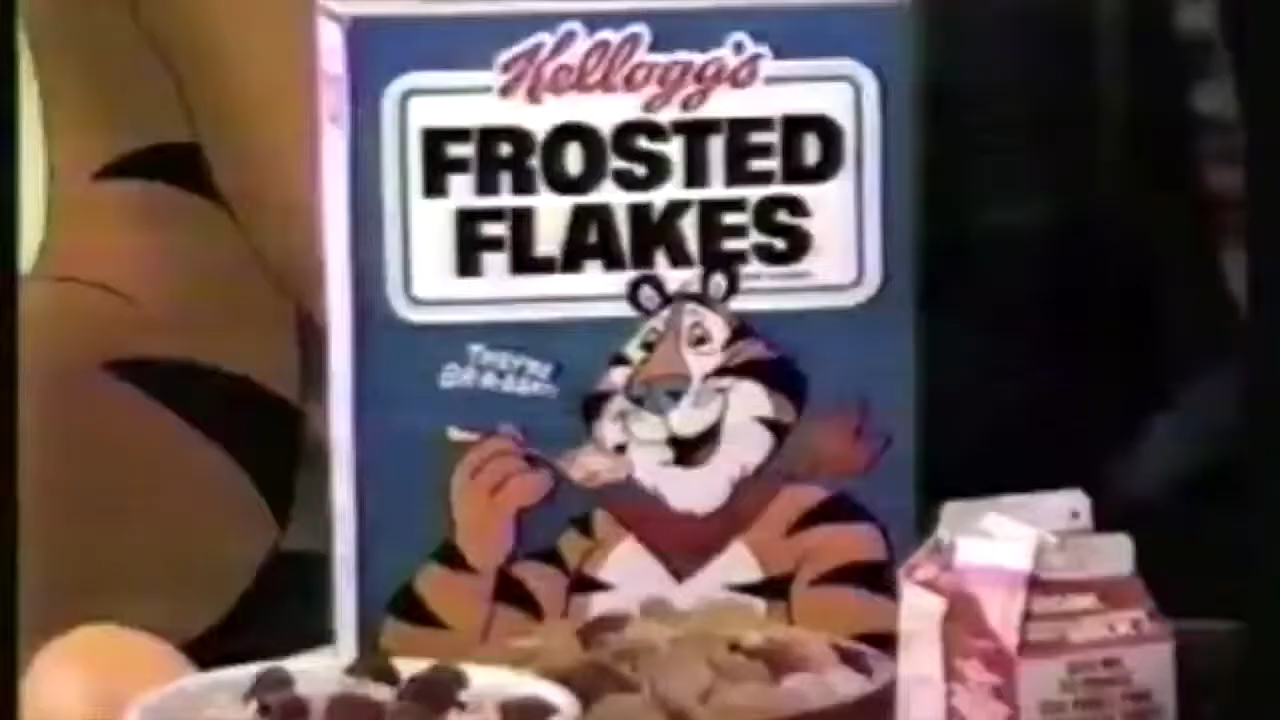 Kellogg's
FROSTED
FLAKES
THEY'RE
GR-R-REAT!